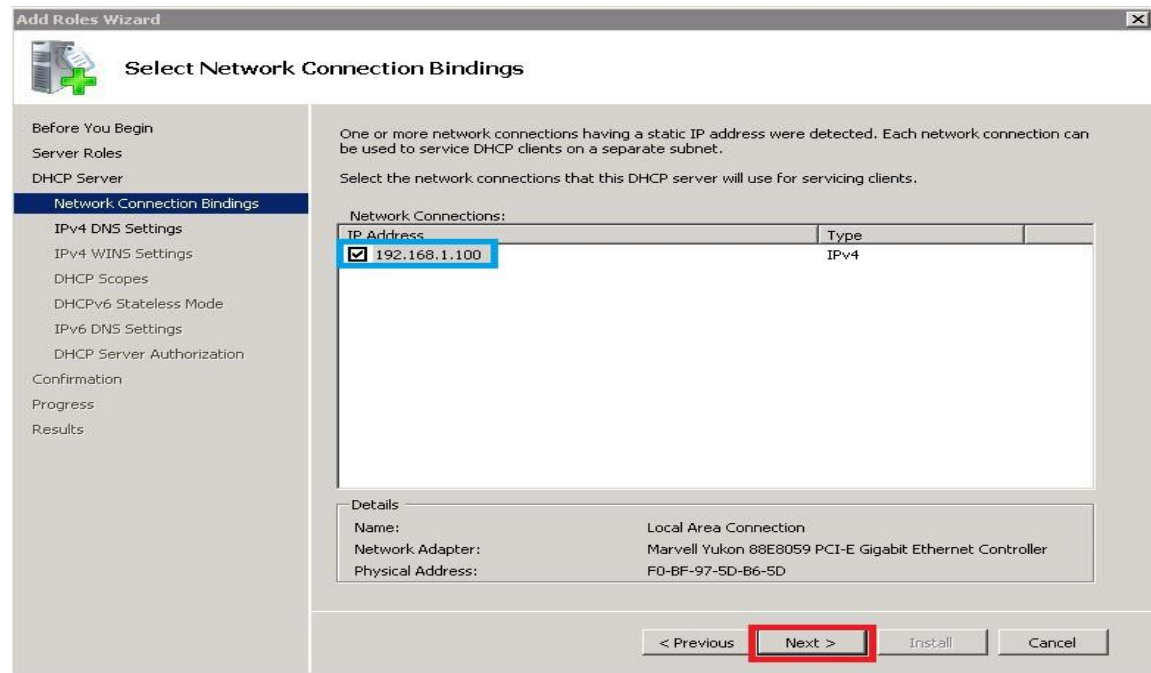 Add Roles Wizard
Select Network Connection Bindings
Before You Begin
Server Roles
DHCP Server
Network Connection Bindings
IPv4 DNS Settings
IPv4 WINS Settings
DHCP Scopes
DHCPv6 Stateless Mode
IPv6 DNS Settings
DHCP Server Authorization
Confirmation
Progress
Results
One or more network connections having a static IP address were detected. Each network connection can
be used to service DHCP clients on a separate subnet.
Select the network connections that this DHCP server will use for servicing clients.
Network Connections:
IP Address Type
192.168.1.100 IPv4
Details
Name: Local Area Connection
Network Adapter: Marvell Yukon 88E8059 PCI-E Gigabit Ethernet Controller
Physical Address: F0-BF-97-5D-B6-5D
< Previous Next > Install Cancel